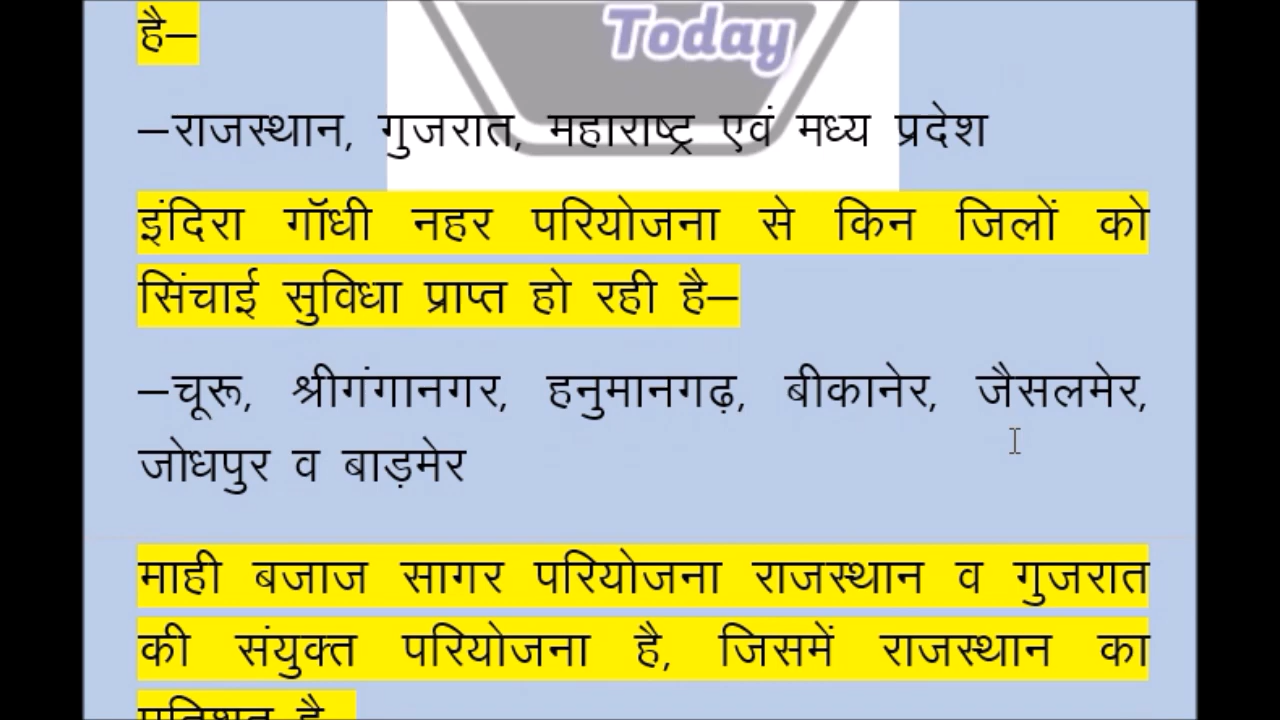 है–
Today
–राजस्थान, गुजरात, महाराष्ट्र एवं मध्य प्रदेश
इंदिरा गॉधी नहर परियोजना से किन जिलों को
सिंचाई सुविधा प्राप्त हो रही है–
–चूरू, श्रीगंगानगर, हनुमानगढ़, बीकानेर, जैसलमेर,
जोधपुर व बाड़मेर
माही बजाज सागर परियोजना राजस्थान व गुजरात
की संयुक्त परियोजना है, जिसमें राजस्थान का